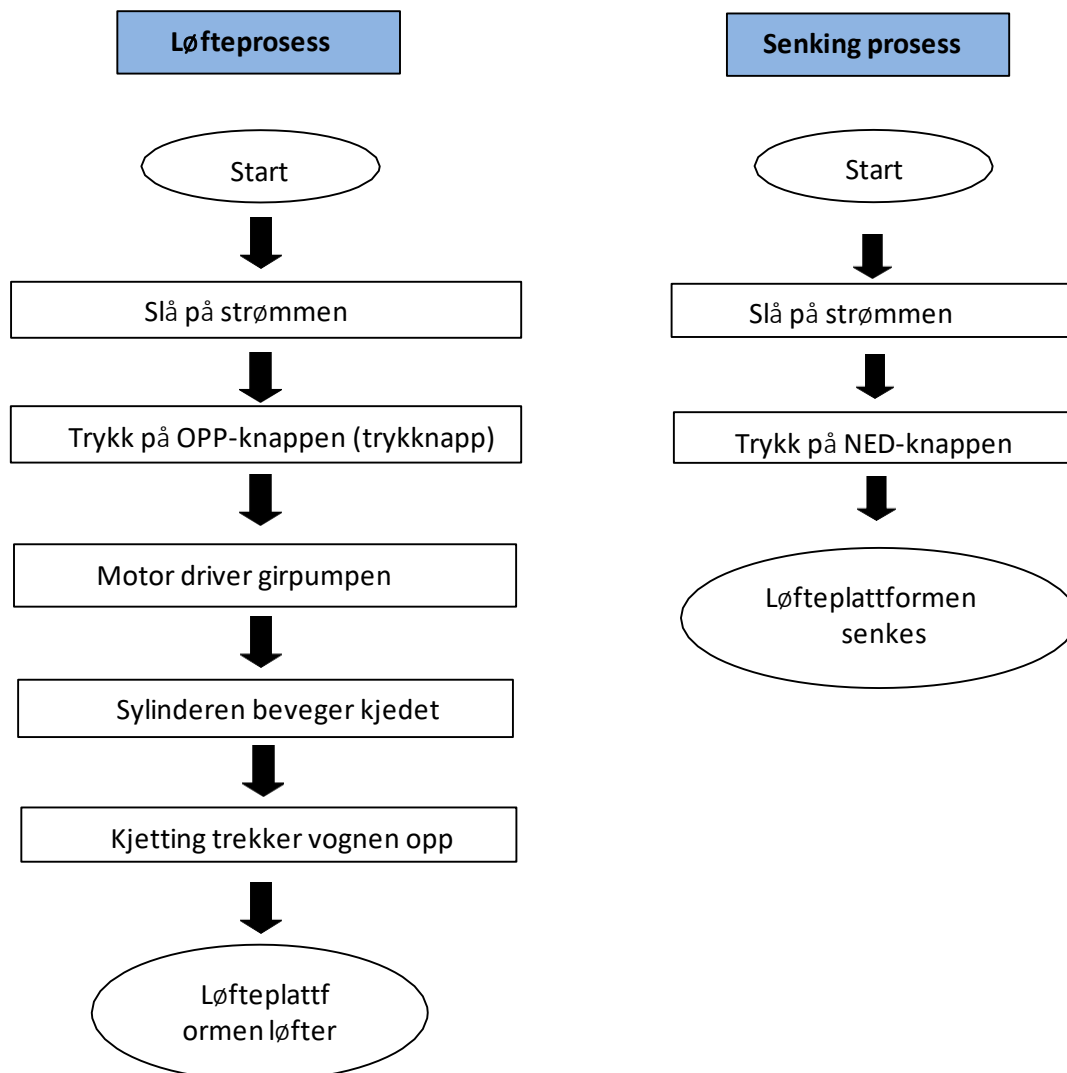 Løfteprosess
Start
Slå på strømmen
Trykk på OPP-knappen (trykknapp)
Motor driver girpumpen
Sylinderen beveger kjedet
Kjetting trekker vognen opp
Løfteplattf
ormen løfter
Senking prosess
Start
Slå på strømmen
Trykk på NED-knappen
Løfteplattformen
senkes